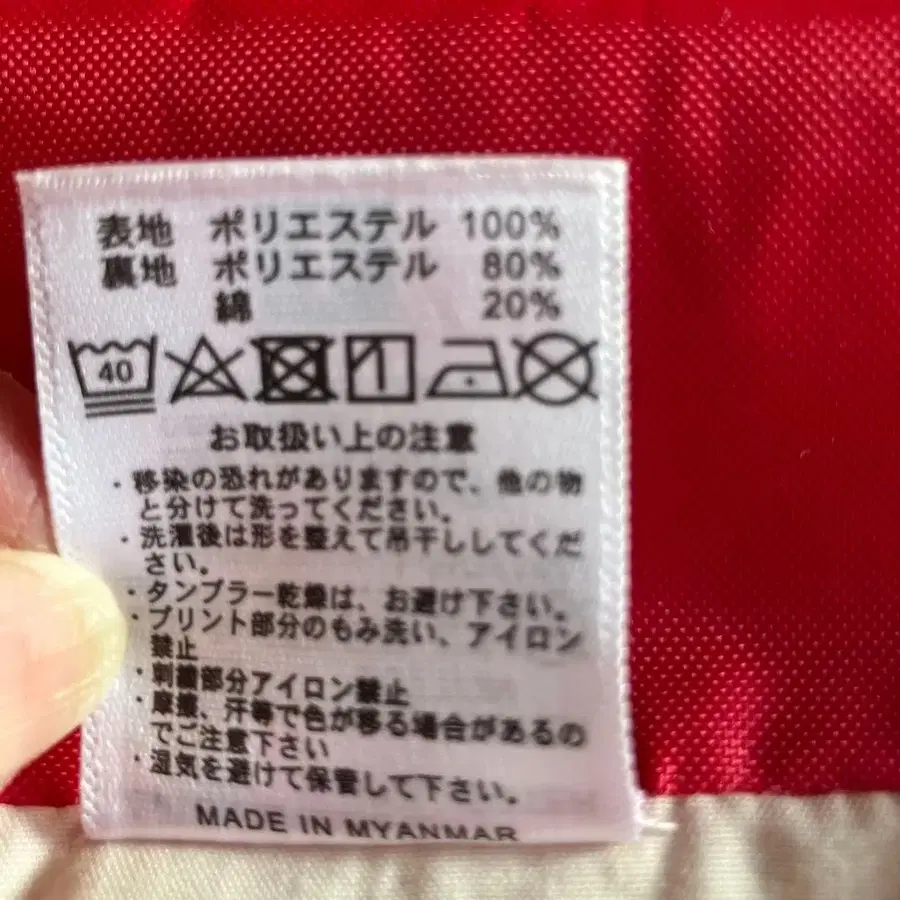 表地 ポリエステル 100%
裏地 ポリエステル 80%
綿 20%
40
お取扱い上の注意
・移染の恐れがありますので、他の物
と分けて洗ってください。
・洗濯後は形を整えて吊干ししてくだ
さい。
・タンブラー乾燥は、お避け下さい。
・プリント部分のもみ洗い、アイロン
禁止
・刺繍部分アイロン禁止
・摩擦、汗等で色が移る場合があるの
でご注意下さい
・湿気を避けて保管して下さい。
MADE IN MYANMAR